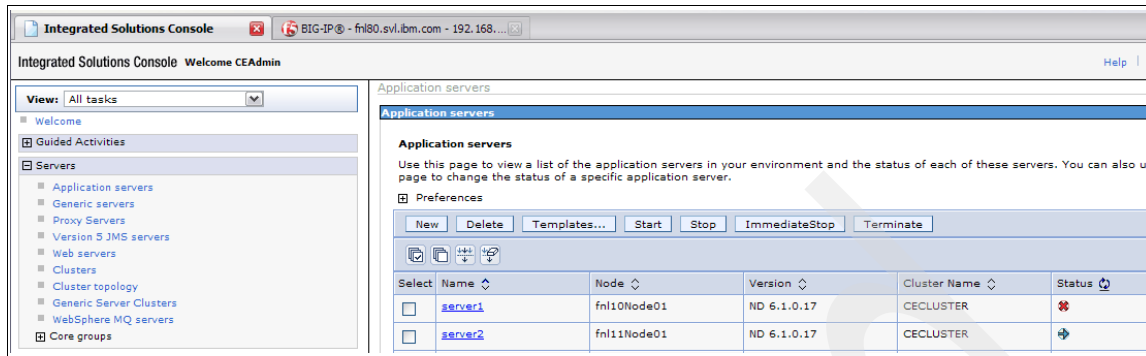 Integrated Solutions Console
BIG-IP® - fnl80.svl.ibm.com - 192.168....
Integrated Solutions Console Welcome CEAdmin
Help
View: All tasks
Welcome
Guided Activities
Servers
Application servers
Generic servers
Proxy Servers
Version 5 JMS servers
Web servers
Clusters
Cluster topology
Generic Server Clusters
WebSphere MQ servers
Core groups
Application servers
Application servers
Application servers
Use this page to view a list of the application servers in your environment and the status of each of these servers. You can also u
page to change the status of a specific application server.
Preferences
New Delete Templates... Start Stop ImmediateStop Terminate
Select Name Node Version Cluster Name Status
server1 fnl10Node01 ND 6.1.0.17 CECLUSTER
server2 fnl11Node01 ND 6.1.0.17 CECLUSTER